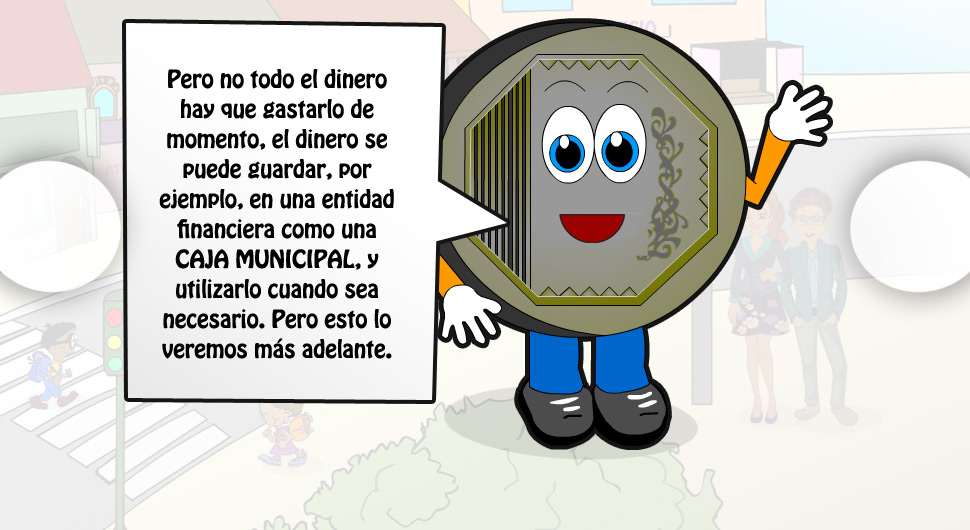 Pero no todo el dinero
hay que gastarlo de
momento, el dinero se
puede guardar, por
ejemplo, en una entidad
financiera como una
CAJA MUNICIPAL, y
utilizarlo cuando sea
necesario. Pero esto lo
veremos más adelante.